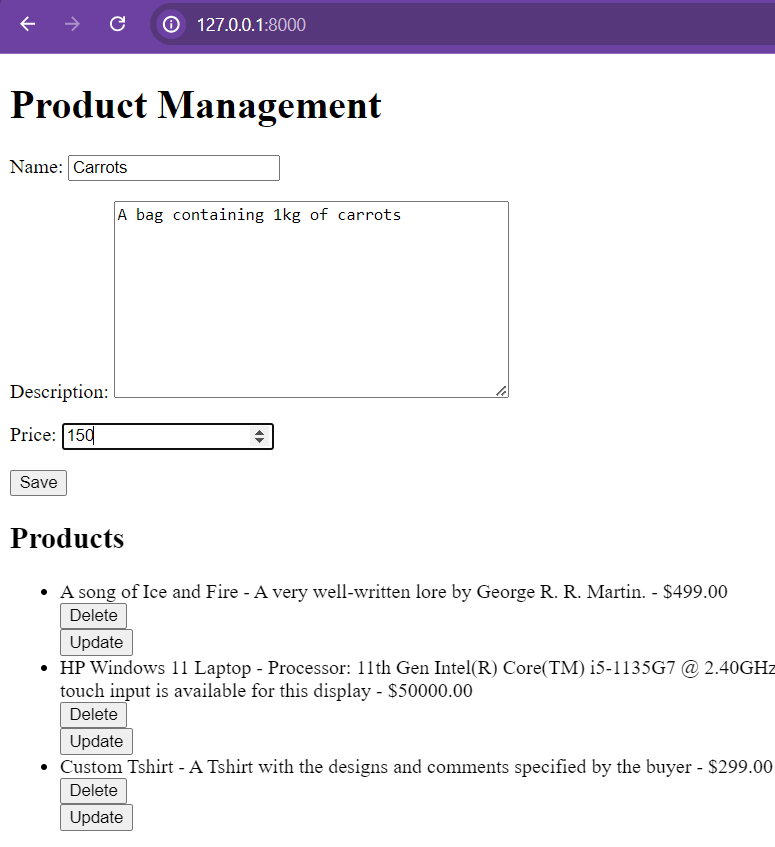 127.0.0.1:8000
Product Management
Name: Carrots
A bag containing 1kg of carrots
Description:
Price: 150
Save
Products
A song of Ice and Fire - A very well-written lore by George R. R. Martin. - $499.00
Delete
Update
HP Windows 11 Laptop - Processor: 11th Gen Intel(R) Core(TM) i5-1135G7 @ 2.40GHz
touch input is available for this display - $50000.00
Delete
Update
Custom Tshirt - A Tshirt with the designs and comments specified by the buyer - $299.00
Delete
Update